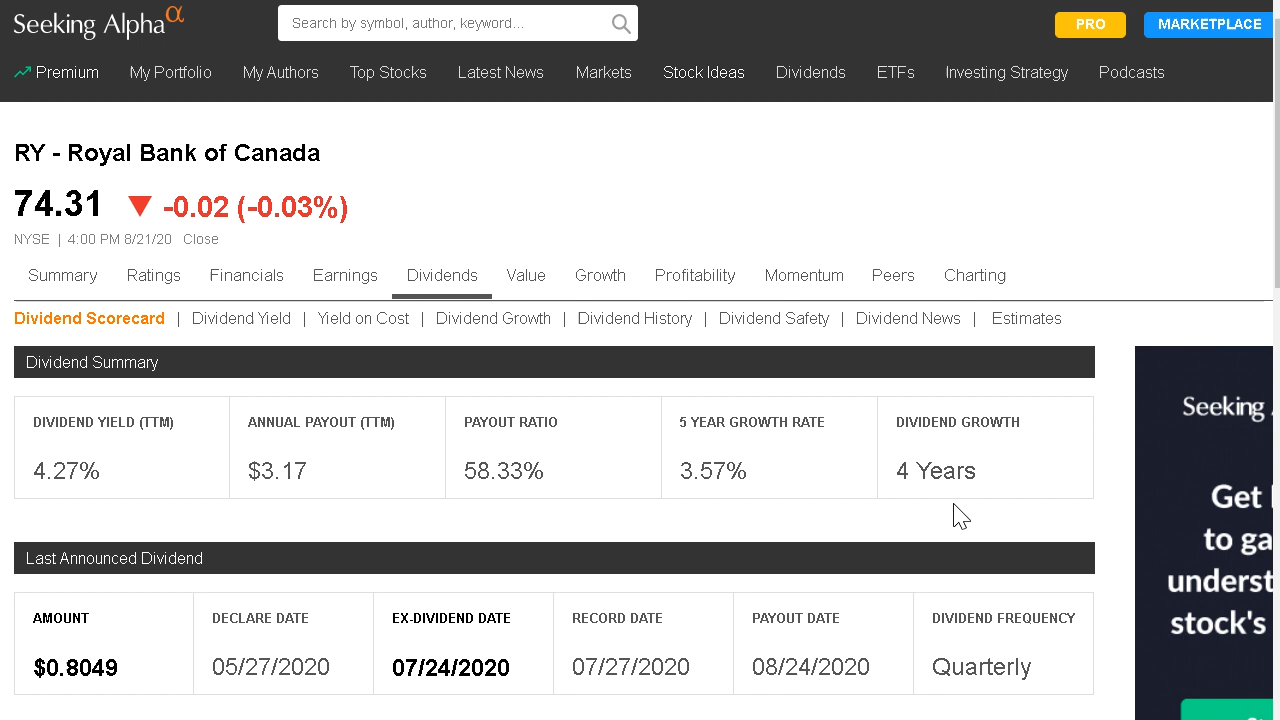 Seeking Alpha α
Search by symbol, author, keyword...
PRO
MARKETPLACE
Premium My Portfolio My Authors Top Stocks Latest News Markets Stock Ideas Dividends ETFs Investing Strategy Podcasts
RY - Royal Bank of Canada
74.31 ▼ -0.02 (-0.03%)
NYSE | 4:00 PM 8/21/20 Close
Summary Ratings Financials Earnings Dividends Value Growth Profitability Momentum Peers Charting
Dividend Scorecard | Dividend Yield | Yield on Cost | Dividend Growth | Dividend History | Dividend Safety | Dividend News | Estimates
Dividend Summary
DIVIDEND YIELD (TTM) ANNUAL PAYOUT (TTM) PAYOUT RATIO 5 YEAR GROWTH RATE DIVIDEND GROWTH
4.27% $3.17 58.33% 3.57% 4 Years
Last Announced Dividend
AMOUNT DECLARE DATE EX-DIVIDEND DATE RECORD DATE PAYOUT DATE DIVIDEND FREQUENCY
$0.8049 05/27/2020 07/24/2020 07/27/2020 08/24/2020 Quarterly
Seeking
Get
to ga
underst
stock's